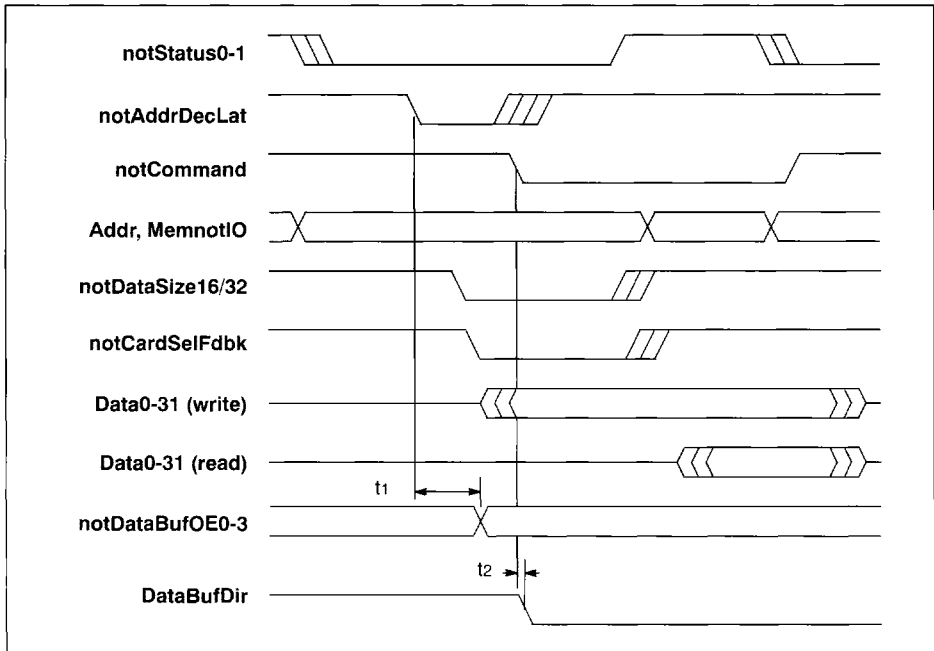 notStatus0-1
notAddrDecLat
notCommand
Addr, MemnotIO
notDataSize16/32
notCardSelFdbk
Data0-31 (write)
Data0-31 (read)
t1
notDataBufOE0-3
t2
DataBufDir